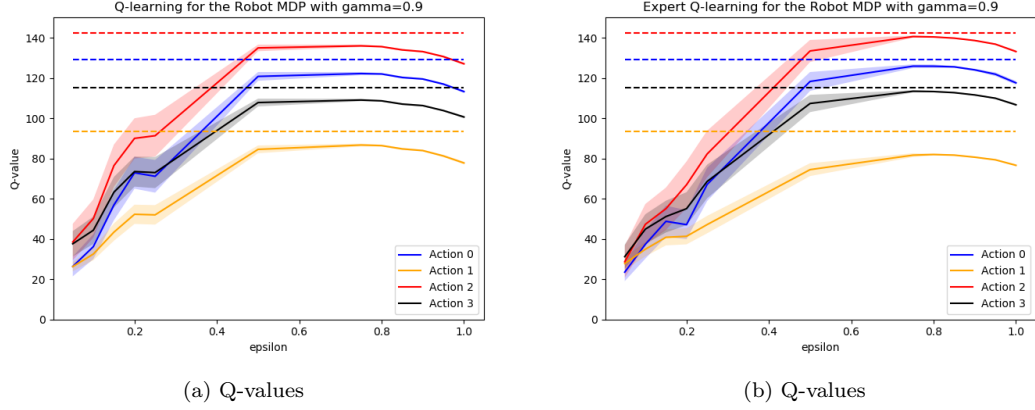 Q-learning for the Robot MDP with gamma=0.9
140
120
100
80
60
40
20
0
Q-value
0.2 0.4 0.6 0.8 1.0
epsilon
Action 0
Action 1
Action 2
Action 3
(a) Q-values
Expert Q-learning for the Robot MDP with gamma=0.9
140
120
100
80
60
40
20
0
Q-value
0.2 0.4 0.6 0.8 1.0
epsilon
Action 0
Action 1
Action 2
Action 3
(b) Q-values